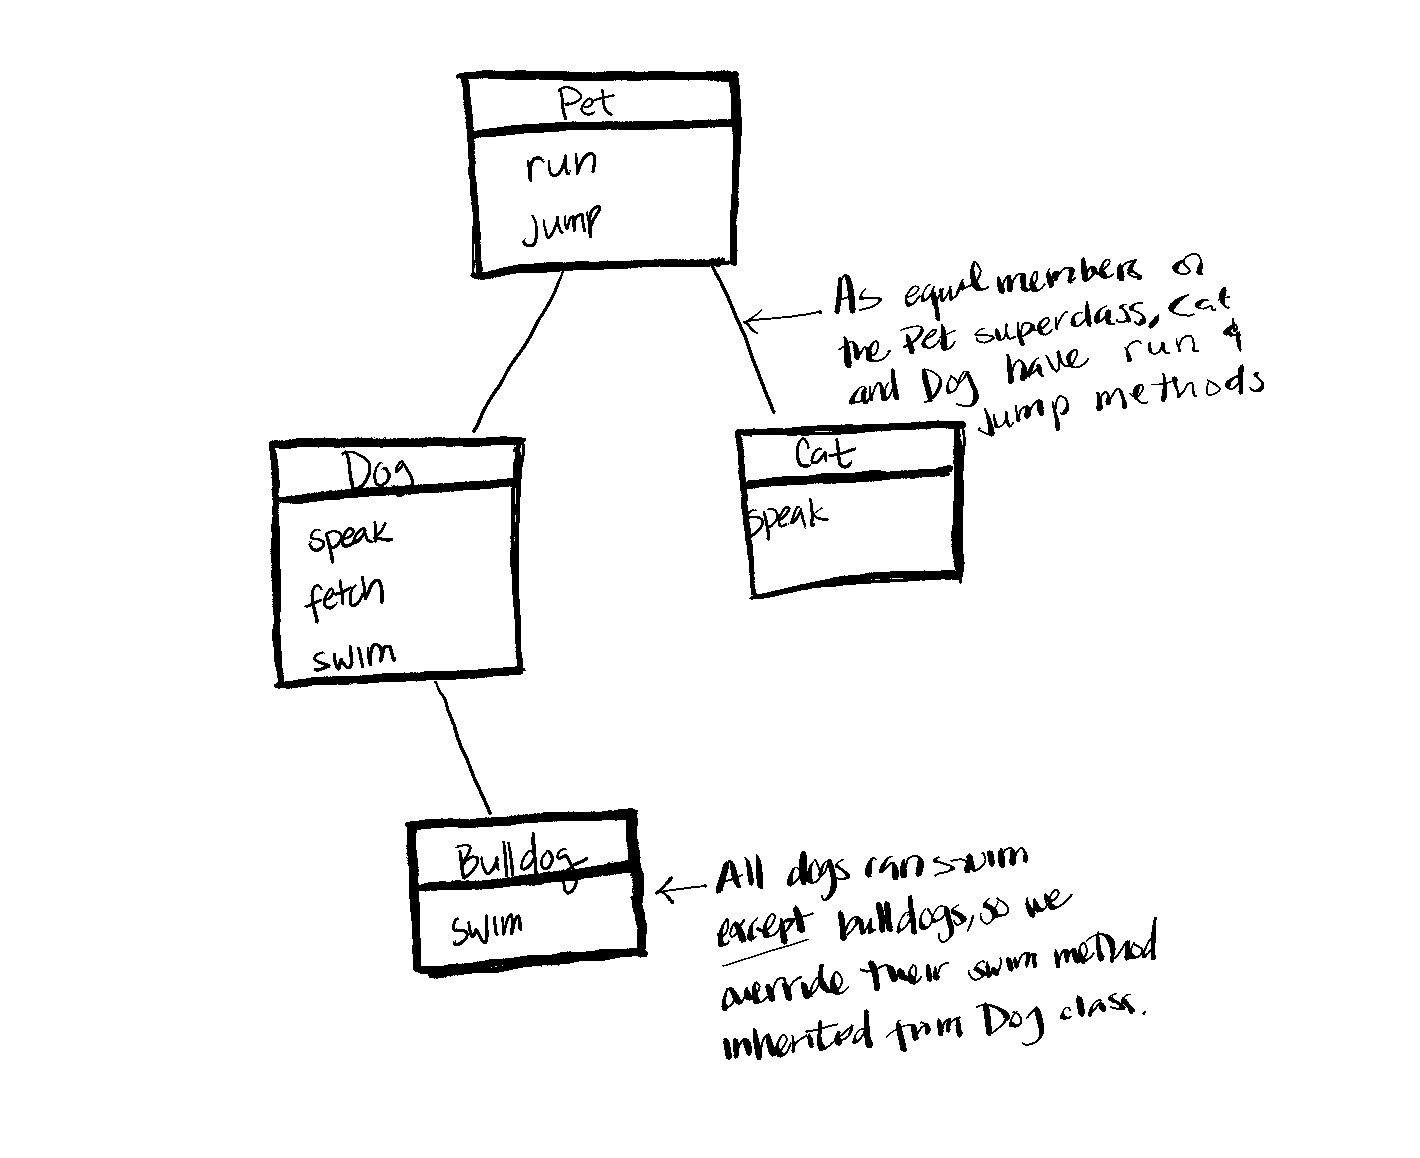 Pet
run
jump
As equal members of
the Pet superclass, Cat
and Dog have run &
jump methods
Dog
speak
fetch
swim
Cat
speak
Bulldog
swim
All dogs can swim
except bulldogs, so we
override their swim method
inherited from Dog class.